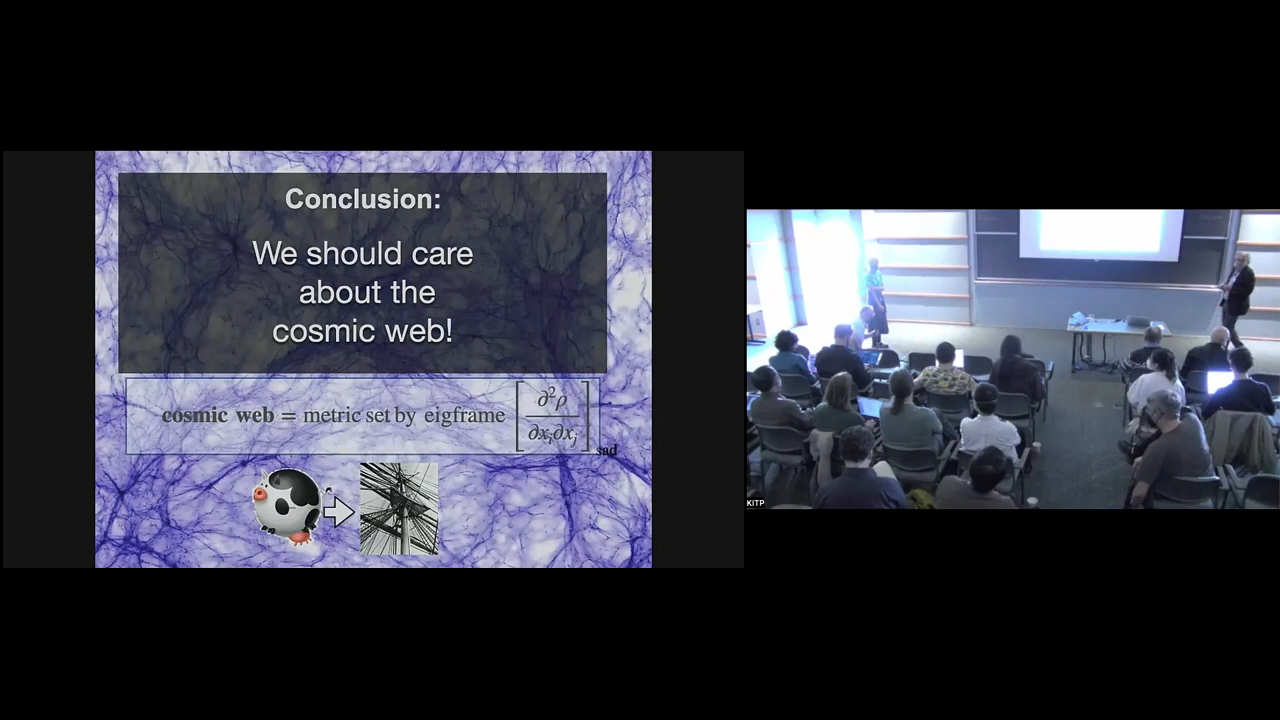 Conclusion:
We should care
about the
cosmic web!
cosmic web = metric set by eigframe [∂²ρ / ∂xᵢ∂xⱼ]sad
KITP